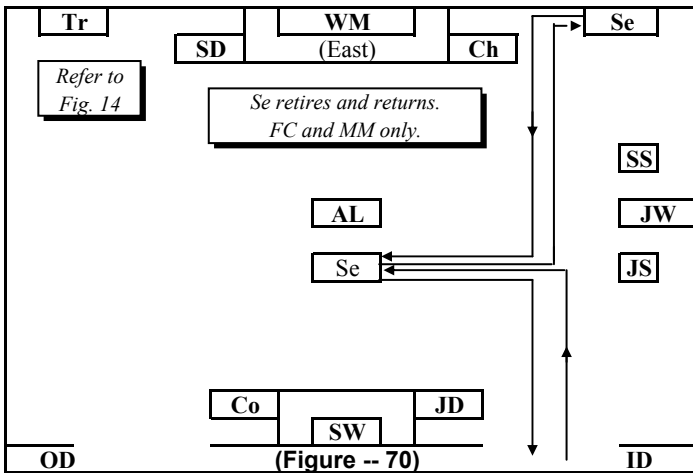 Tr WM Se
SD (East) Ch
Refer to
Fig. 14
Se retires and returns.
FC and MM only.
SS
AL JW
Se JS
Co JD
SW
OD (Figure -- 70) ID